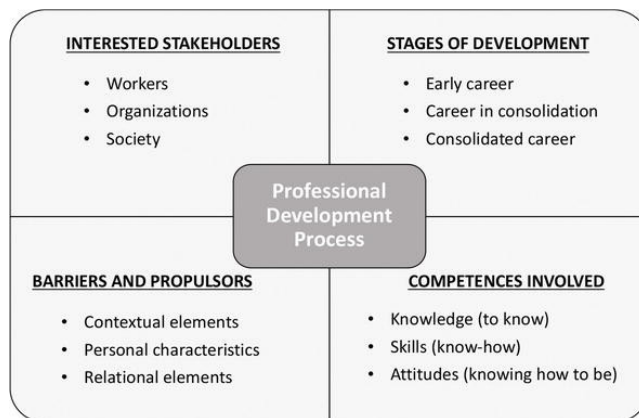 INTERESTED STAKEHOLDERS
• Workers
• Organizations
• Society
STAGES OF DEVELOPMENT
• Early career
• Career in consolidation
• Consolidated career
Professional
Development
Process
BARRIERS AND PROPULSORS
• Contextual elements
• Personal characteristics
• Relational elements
COMPETENCES INVOLVED
• Knowledge (to know)
• Skills (know-how)
• Attitudes (knowing how to be)